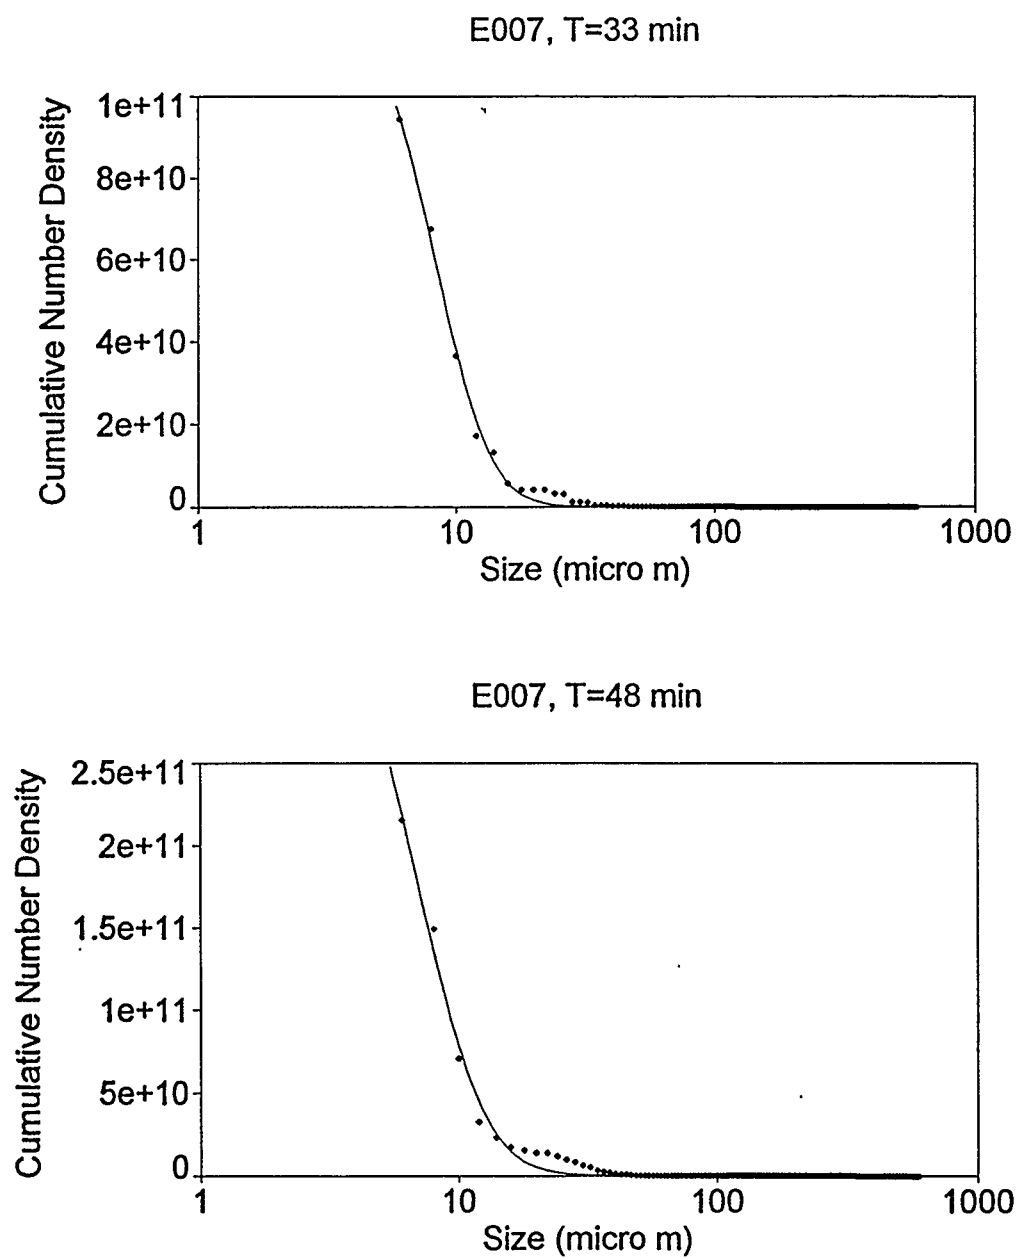 E007, T=33 min
Cumulative Number Density
1e+11
8e+10
6e+10
4e+10
2e+10
0
1 10 100 1000
Size (micro m)
E007, T=48 min
Cumulative Number Density
2.5e+11
2e+11
1.5e+11
1e+11
5e+10
0
1 10 100 1000
Size (micro m)